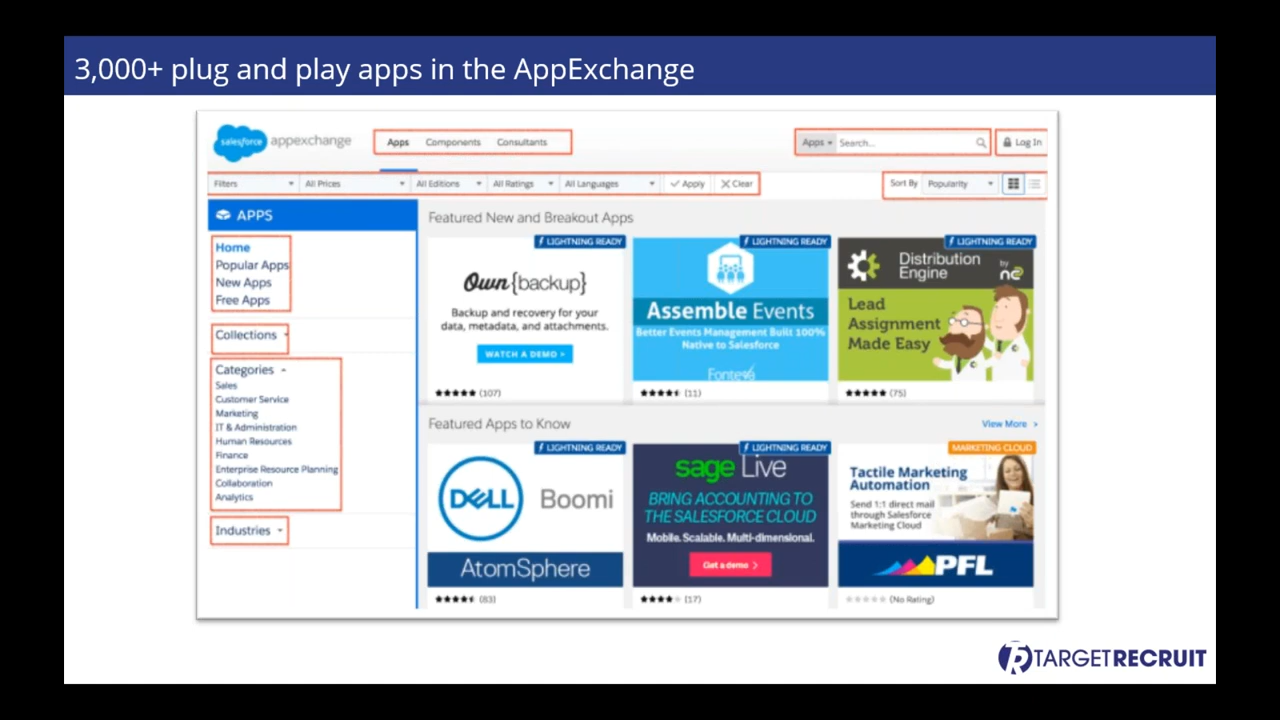 3,000+ plug and play apps in the AppExchange
salesforce appexchange
Apps Components Consultants
Apps Search...
Log In
Filters All Prices All Editions All Ratings All Languages Apply Clear
Sort By Popularity
APPS
Home
Popular Apps
New Apps
Free Apps
Collections
Categories
Sales
Customer Service
Marketing
IT & Administration
Human Resources
Finance
Enterprise Resource Planning
Collaboration
Analytics
Industries
Featured New and Breakout Apps
LIGHTNING READY
Own{backup}
Backup and recovery for your
data, metadata, and attachments.
WATCH A DEMO >
(107)
LIGHTNING READY
Assemble Events
Better Events Management Built 100%
Native to Salesforce
Fonteva
(11)
LIGHTNING READY
Distribution
Engine
by
nc
Lead
Assignment
Made Easy
(75)
Featured Apps to Know
View More >
LIGHTNING READY
DELL Boomi
AtomSphere
(83)
LIGHTNING READY
sage Live
BRING ACCOUNTING TO
THE SALESFORCE CLOUD
Mobile. Scalable. Multi-dimensional.
Get a demo >
(17)
MARKETING CLOUD
Tactile Marketing
Automation
Send 1:1 direct mail
through Salesforce
Marketing Cloud
PFL
(No Rating)
TARGETRECRUIT